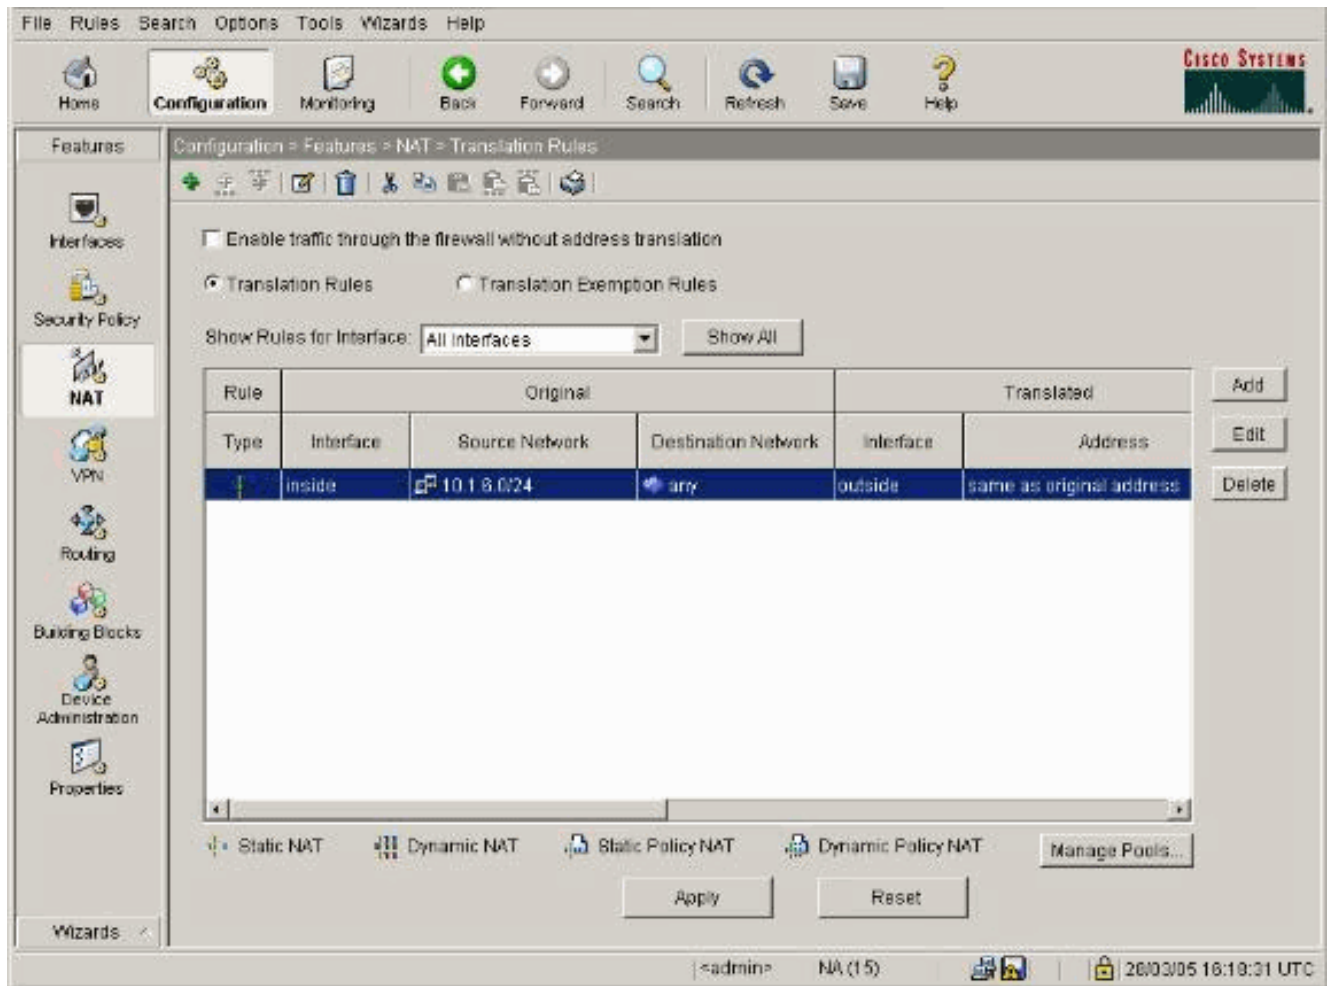 File Rules Search Options Tools Wizards Help
Home Configuration Monitoring Back Forward Search Refresh Save Help
CISCO SYSTEMS
Features
Configuration > Features > NAT > Translation Rules
Interfaces
Security Policy
NAT
VPN
Routing
Building Blocks
Device
Administration
Properties
Wizards
Enable traffic through the firewall without address translation
Translation Rules Translation Exemption Rules
Show Rules for Interface: All Interfaces Show All
Rule Original Translated
Type Interface Source Network Destination Network Interface Address
inside 10.1.6.0/24 any outside same as original address
Add
Edit
Delete
Static NAT Dynamic NAT Static Policy NAT Dynamic Policy NAT Manage Pools...
Apply Reset
<admin> NA (15) 28/03/05 16:18:31 UTC